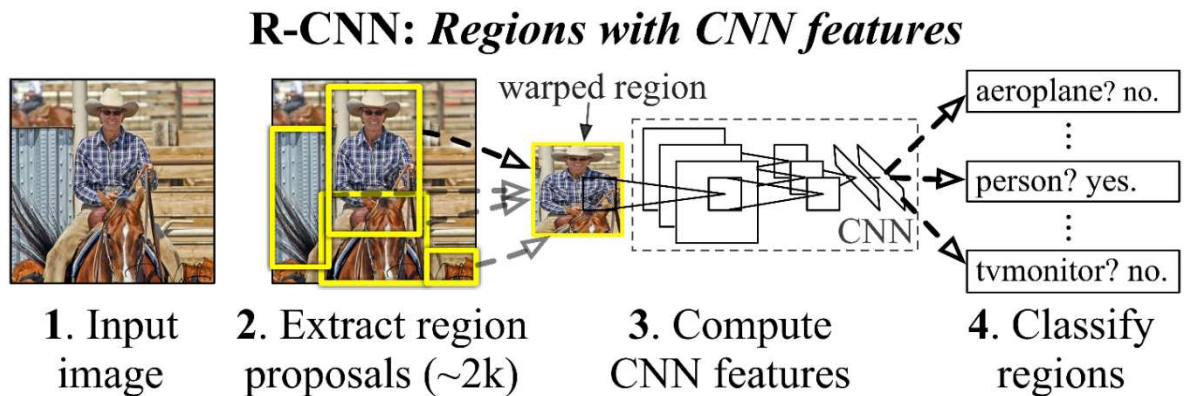 R-CNN: Regions with CNN features
warped region
aeroplane? no.
⋮
person? yes.
⋮
tvmonitor? no.
CNN
1. Input
image
2. Extract region
proposals (~2k)
3. Compute
CNN features
4. Classify
regions